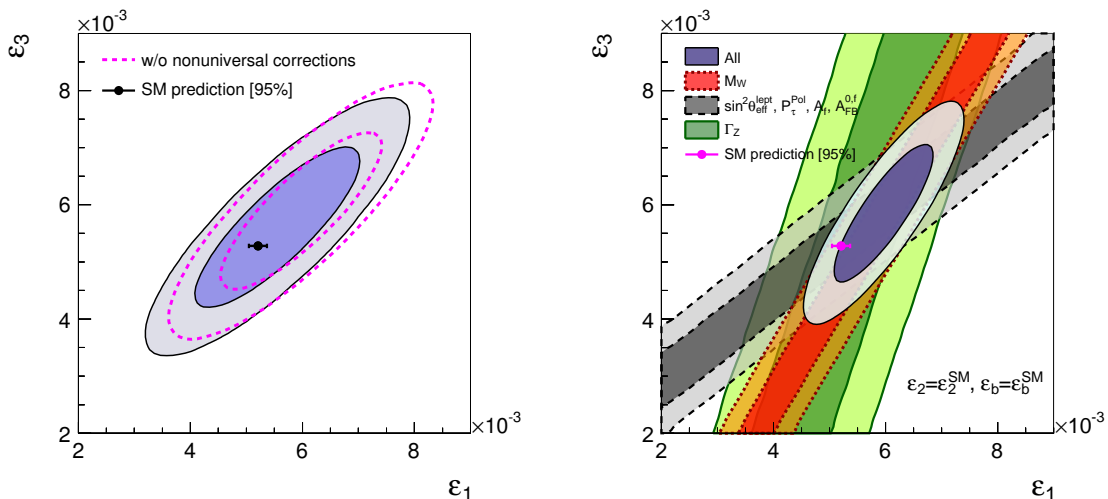 ×10⁻³
ε₃
8
6
4
2
w/o nonuniversal corrections
SM prediction [95%]
2 4 6 8 ×10⁻³
ε₁
×10⁻³
ε₃
8
6
4
2
All
M_W
sin²θ_eff^lept, P_τ^Pol, A_f, A_FB^0,f
Γ_Z
SM prediction [95%]
ε₂=ε₂^SM, ε_b=ε_b^SM
2 4 6 8 ×10⁻³
ε₁